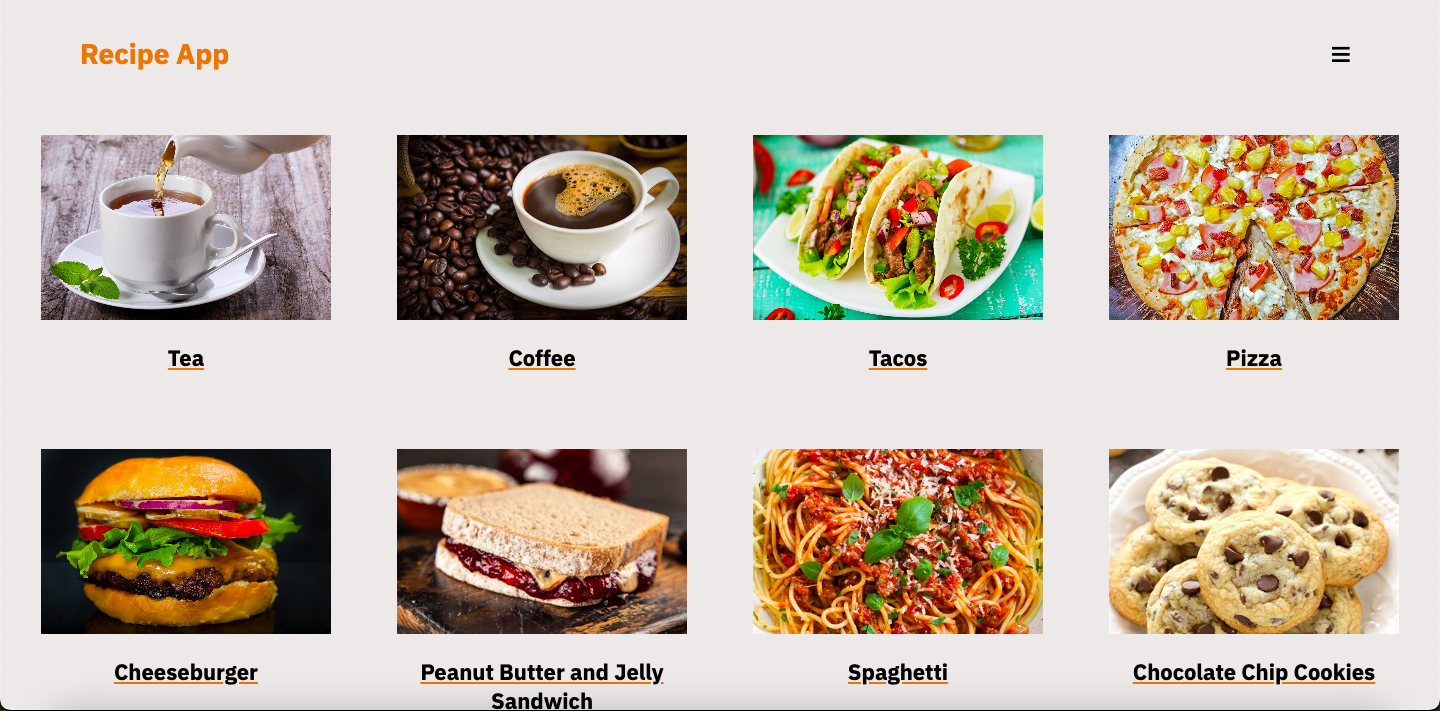 Recipe App
Tea
Coffee
Tacos
Pizza
Cheeseburger
Peanut Butter and Jelly
Sandwich
Spaghetti
Chocolate Chip Cookies